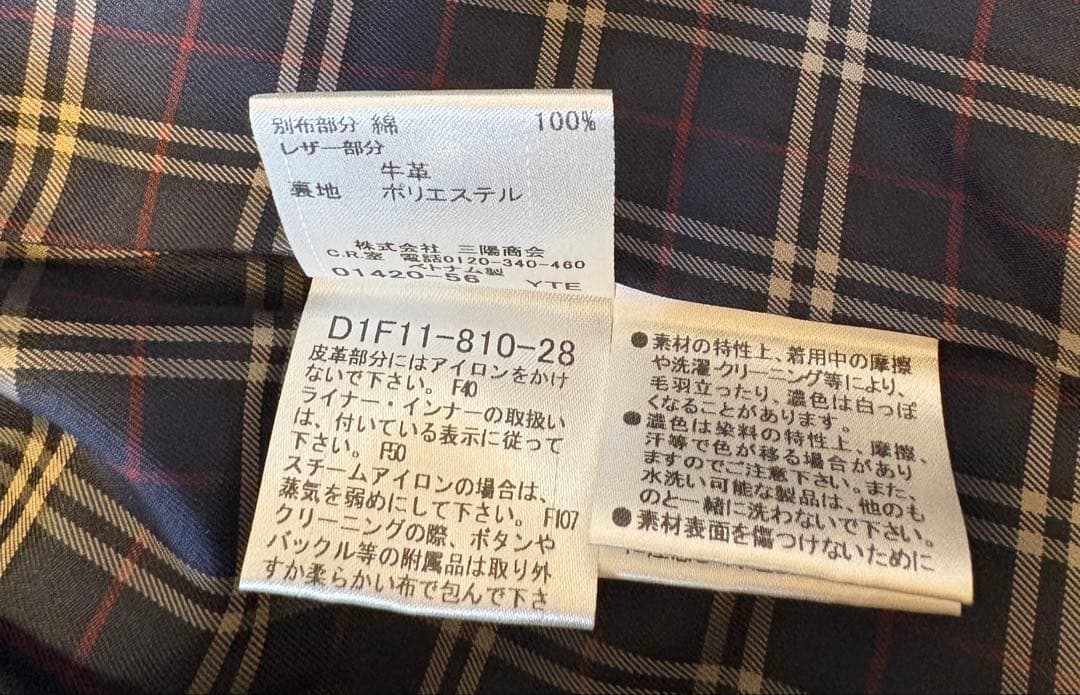 別布部分 綿 100%
レザー部分
牛革
裏地 ポリエステル
株式会社 三陽商会
C.R.室 電話0120-340-460
ベトナム製
01420-56 YTE
D1F11-810-28
皮革部分にはアイロンをかけ
ないで下さい。 F40
ライナー・インナーの取扱い
は、付いている表示に従って
下さい。 F50
スチームアイロンの場合は、
蒸気を弱めにして下さい。 F107
クリーニングの際、ボタンや
バックル等の附属品は取り外
すか柔らかい布で包んで下さ
●素材の特性上、着用中の摩擦
や洗濯・クリーニング等により、
毛羽立ったり、濃色は白っぽ
くなることがあります。
●濃色は染料の特性上、摩擦、
汗等で色が移る場合があり
ますのでご注意下さい。また、
水洗い可能な製品は、他のも
のと一緒に洗わないで下さい。
●素材表面を傷つけないために